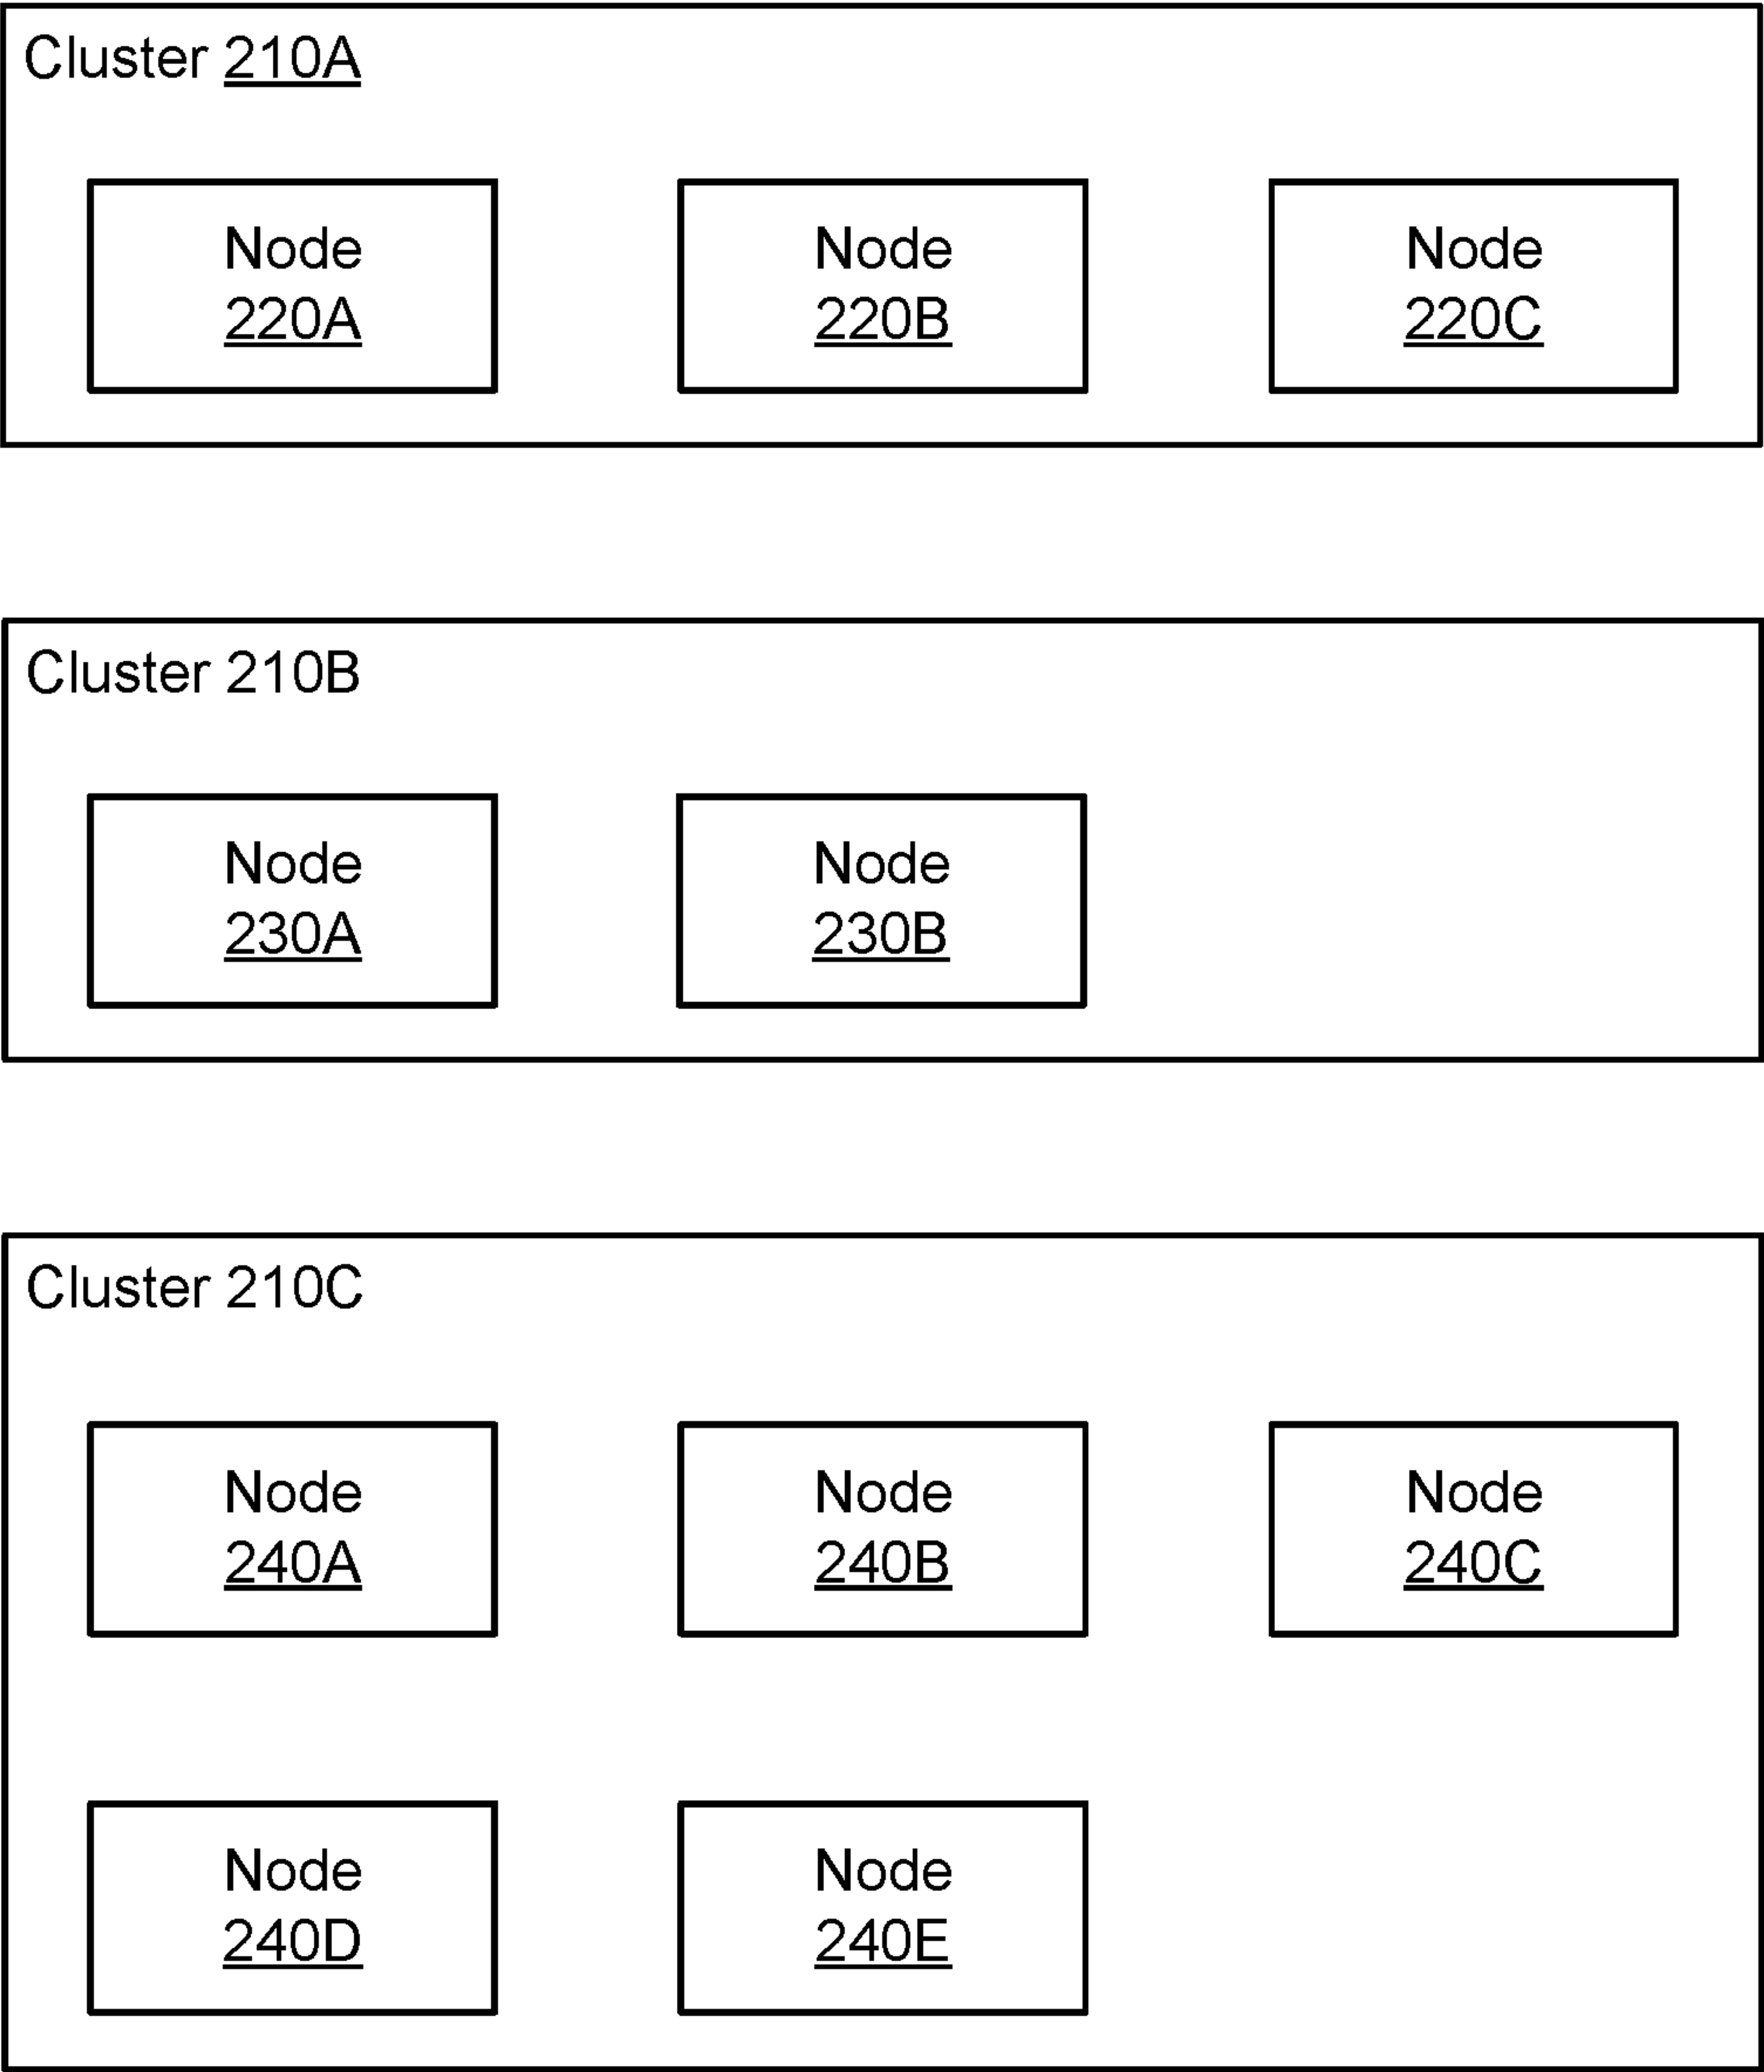 Cluster 210A
Node
220A
Node
220B
Node
220C
Cluster 210B
Node
230A
Node
230B
Cluster 210C
Node
240A
Node
240B
Node
240C
Node
240D
Node
240E